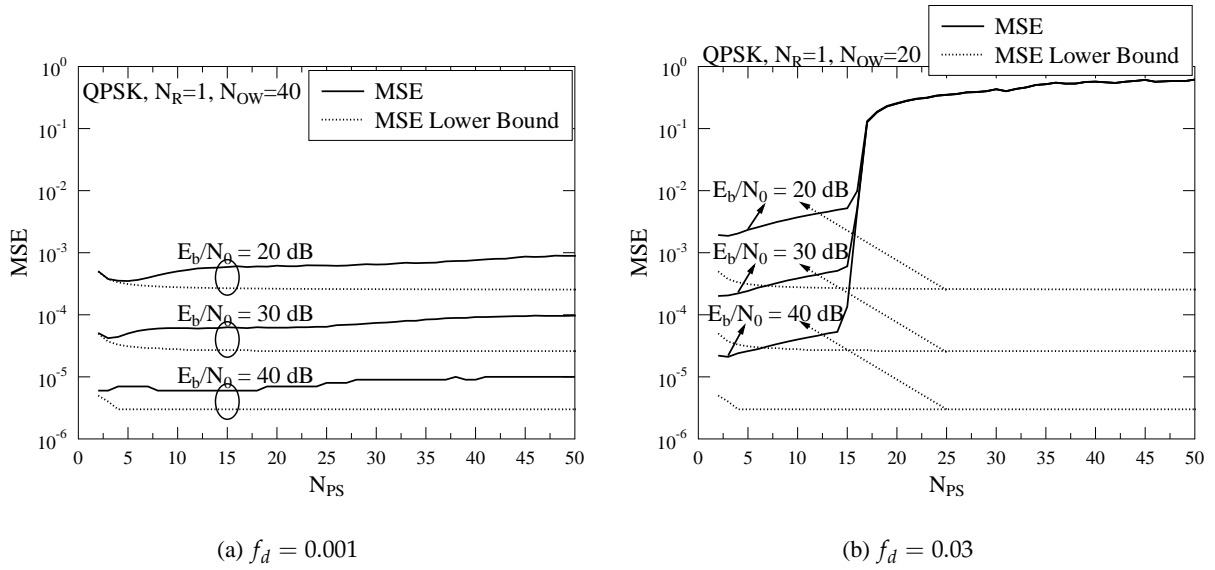 QPSK, N_R=1, N_OW=40
MSE
MSE Lower Bound
10^0
10^-1
10^-2
10^-3
10^-4
10^-5
10^-6
MSE
E_b/N_0 = 20 dB
E_b/N_0 = 30 dB
E_b/N_0 = 40 dB
0 5 10 15 20 25 30 35 40 45 50
N_PS
(a) f_d = 0.001
QPSK, N_R=1, N_OW=20
MSE
MSE Lower Bound
10^0
10^-1
10^-2
10^-3
10^-4
10^-5
10^-6
MSE
E_b/N_0 = 20 dB
E_b/N_0 = 30 dB
E_b/N_0 = 40 dB
0 5 10 15 20 25 30 35 40 45 50
N_PS
(b) f_d = 0.03